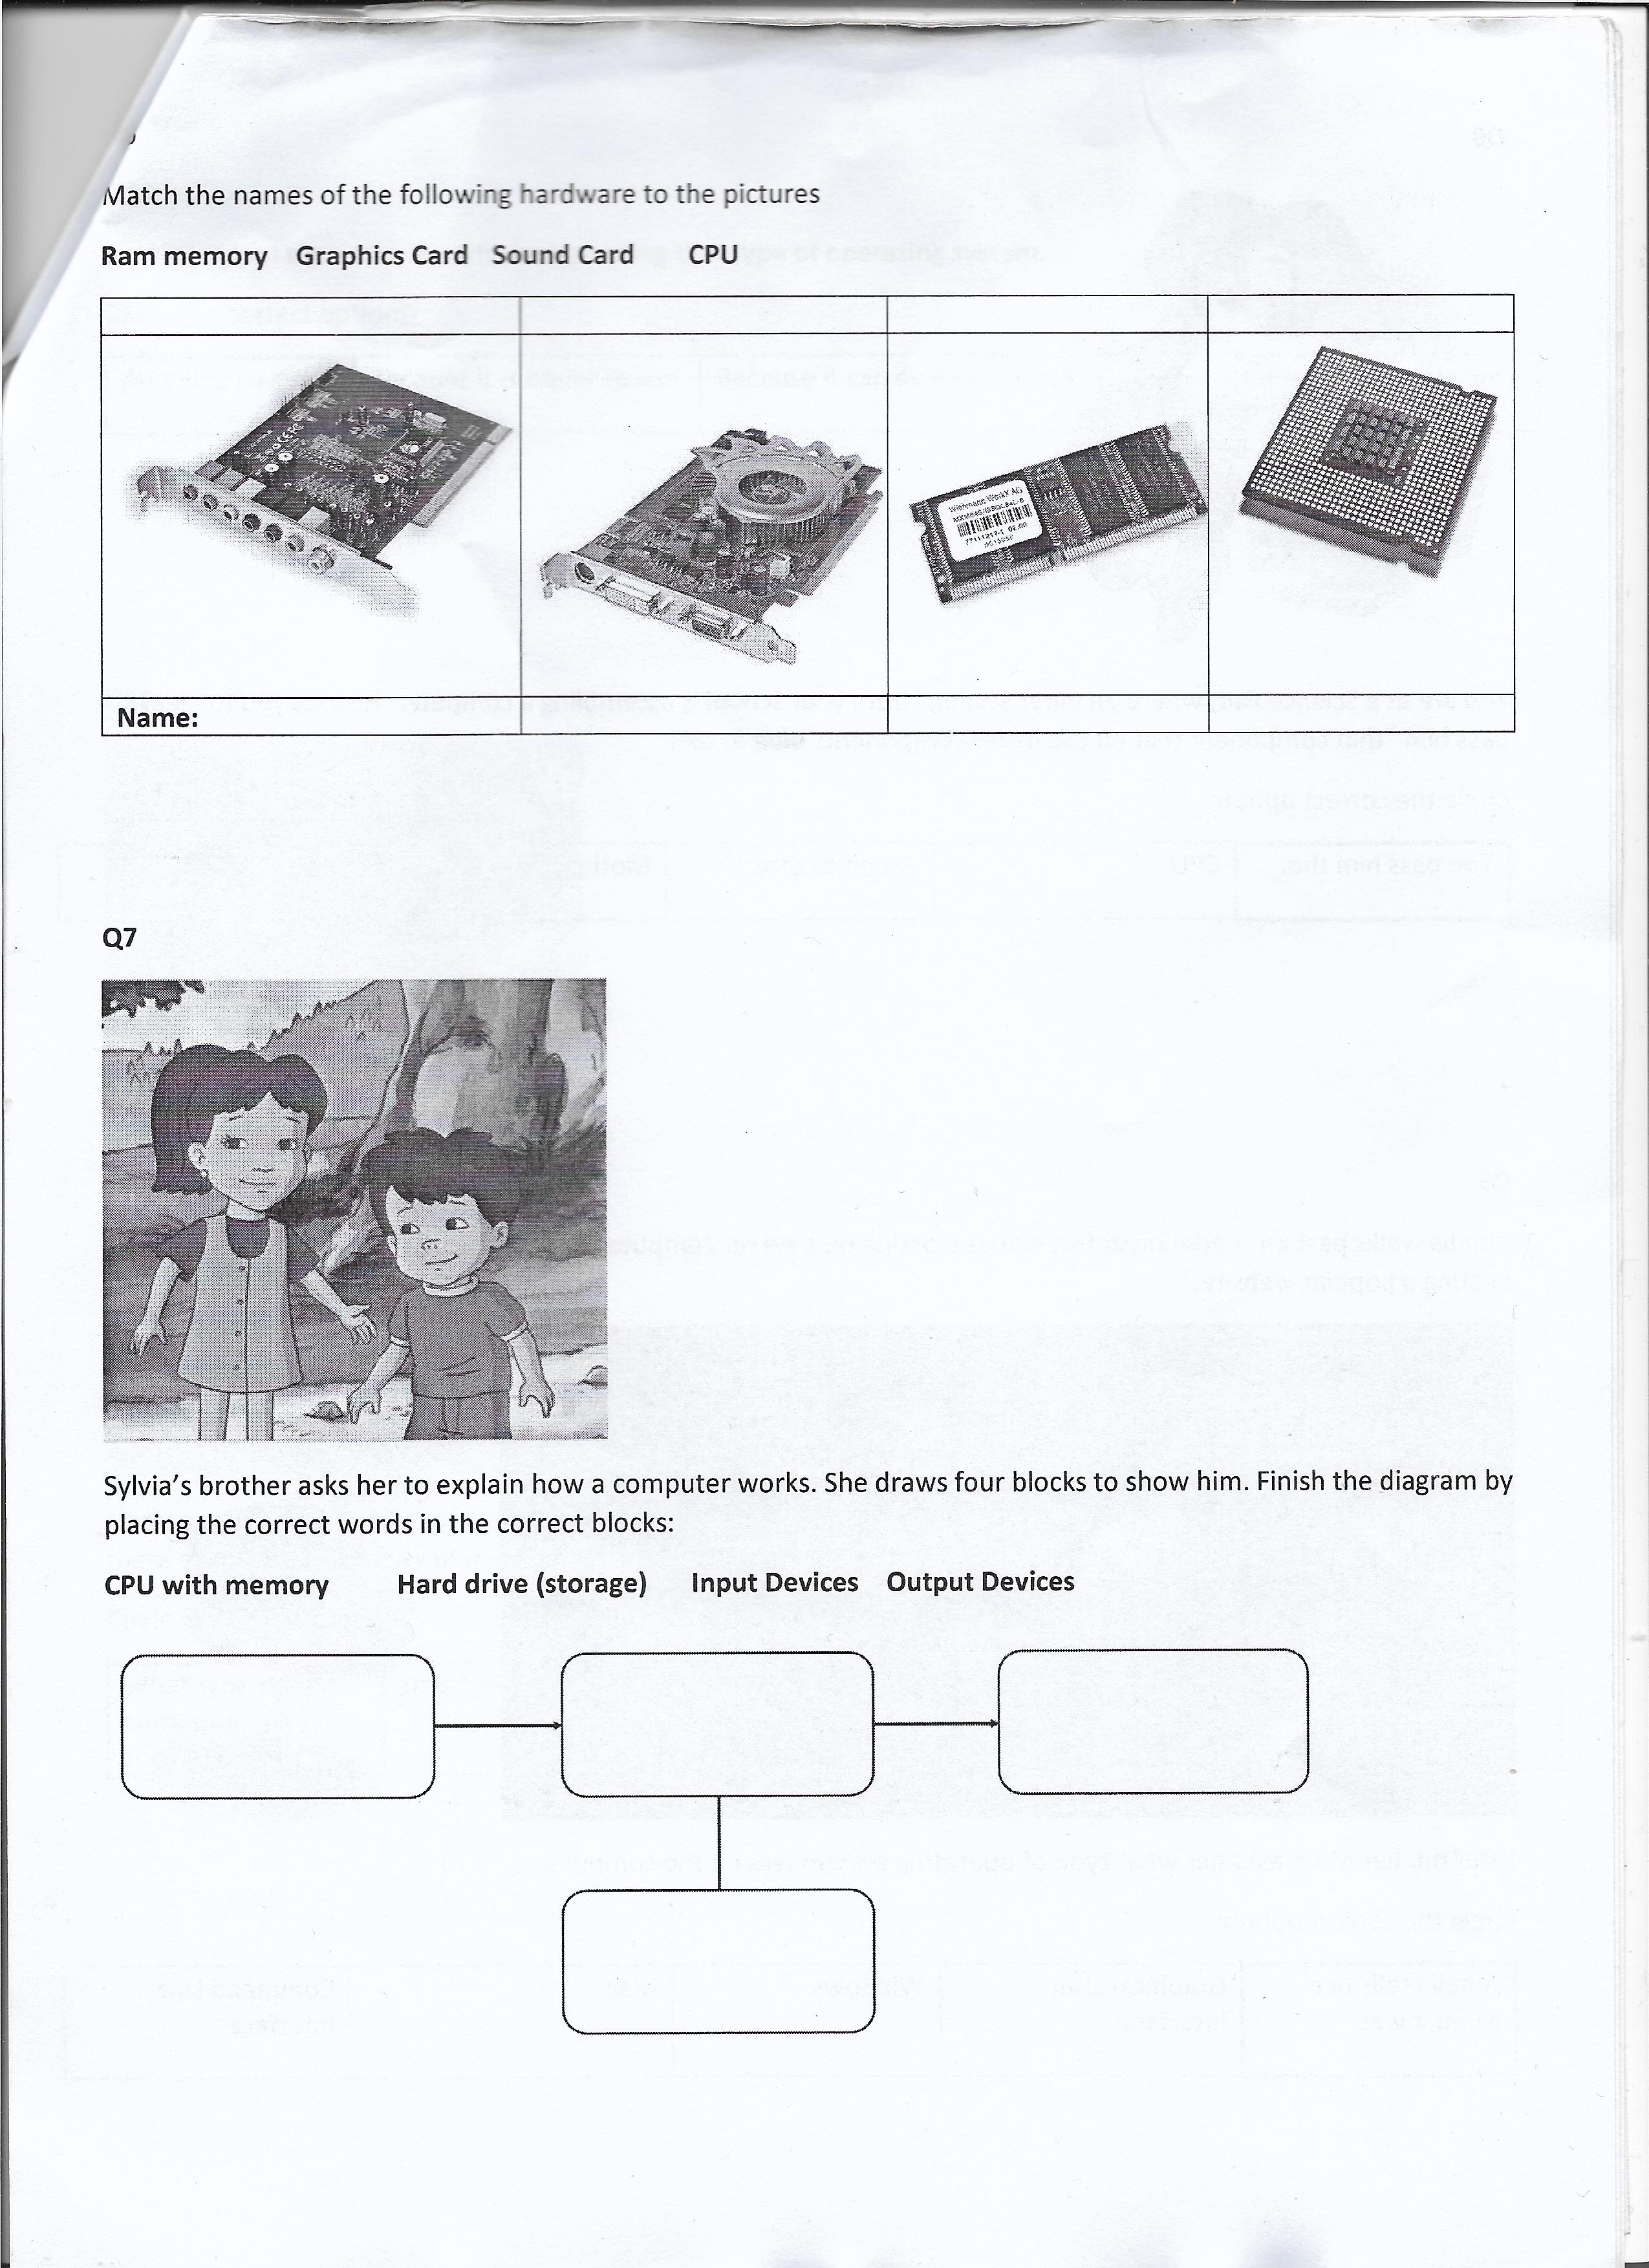 Match the names of the following hardware to the pictures
Ram memory Graphics Card Sound Card CPU
Name:
Q7
Sylvia's brother asks her to explain how a computer works. She draws four blocks to show him. Finish the diagram by
placing the correct words in the correct blocks:
CPU with memory Hard drive (storage) Input Devices Output Devices